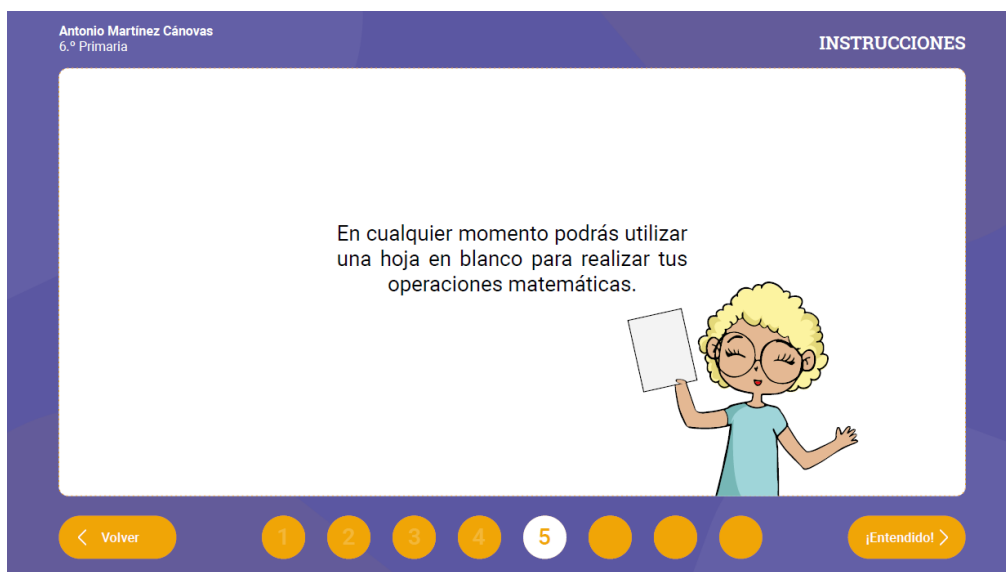 Antonio Martínez Cánovas
6.º Primaria
INSTRUCCIONES
En cualquier momento podrás utilizar
una hoja en blanco para realizar tus
operaciones matemáticas.
Volver
1 2 3 4 5
¡Entendido!